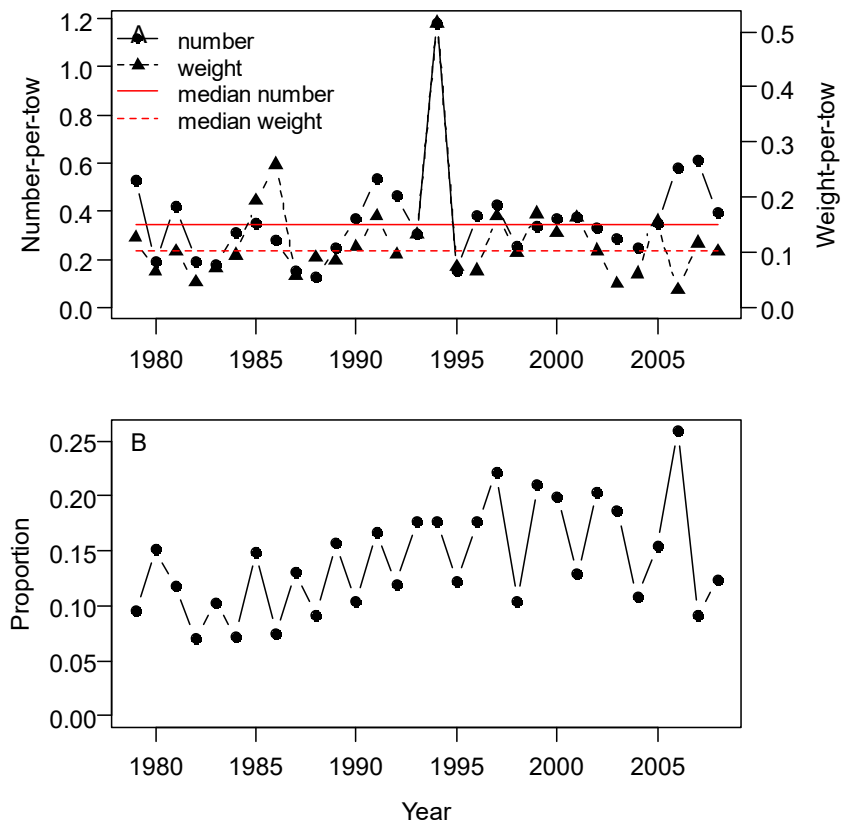 A
number
weight
median number
median weight
Number-per-tow
1.2
1.0
0.8
0.6
0.4
0.2
0.0
Weight-per-tow
0.5
0.4
0.3
0.2
0.1
0.0
1980 1985 1990 1995 2000 2005
B
Proportion
0.25
0.20
0.15
0.10
0.05
0.00
1980 1985 1990 1995 2000 2005
Year